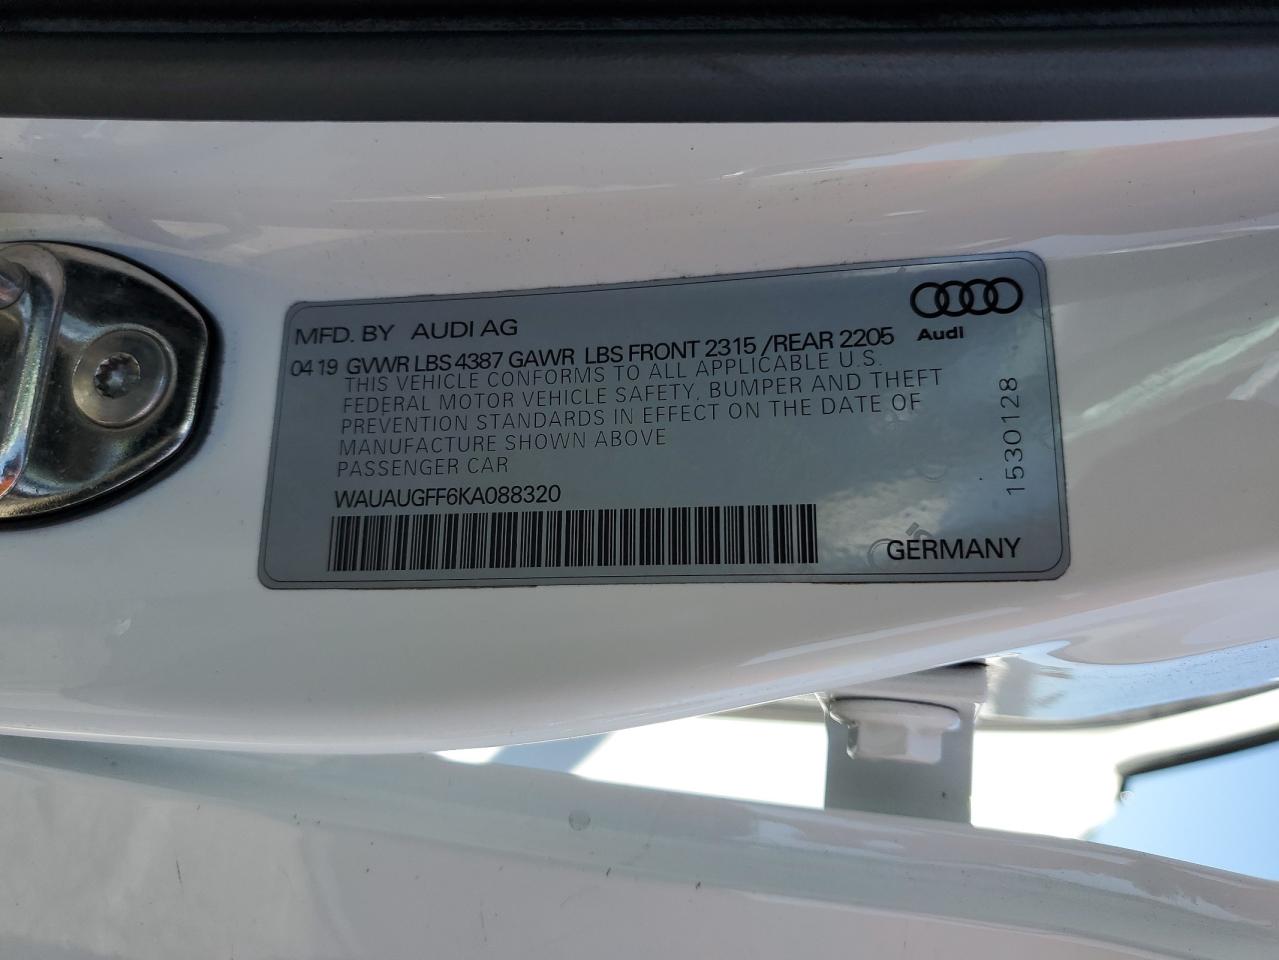 MFD. BY AUDI AG
0419 GVWR LBS 4387 GAWR LBS FRONT 2315 /REAR 2205
THIS VEHICLE CONFORMS TO ALL APPLICABLE U.S.
FEDERAL MOTOR VEHICLE SAFETY, BUMPER AND THEFT
PREVENTION STANDARDS IN EFFECT ON THE DATE OF
MANUFACTURE SHOWN ABOVE
PASSENGER CAR
WAUAUGFF6KA088320
Audi
1530128
GERMANY